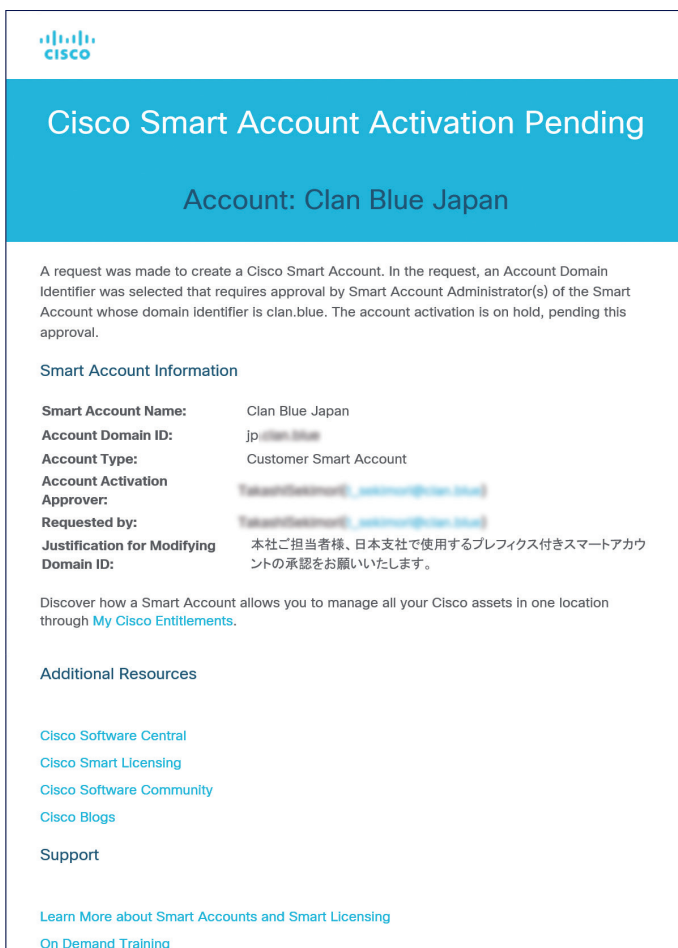 CISCO
Cisco Smart Account Activation Pending
Account: Clan Blue Japan
A request was made to create a Cisco Smart Account. In the request, an Account Domain
Identifier was selected that requires approval by Smart Account Administrator(s) of the Smart
Account whose domain identifier is clan.blue. The account activation is on hold, pending this
approval.
Smart Account Information
Smart Account Name: Clan Blue Japan
Account Domain ID: jp
Account Type: Customer Smart Account
Account Activation
Approver:
Requested by:
Justification for Modifying
Domain ID:
本社ご担当者様、日本支社で使用するプレフィクス付きスマートアカウ
ントの承認をお願いいたします。
Discover how a Smart Account allows you to manage all your Cisco assets in one location
through My Cisco Entitlements.
Additional Resources
Cisco Software Central
Cisco Smart Licensing
Cisco Software Community
Cisco Blogs
Support
Learn More about Smart Accounts and Smart Licensing
On Demand Training